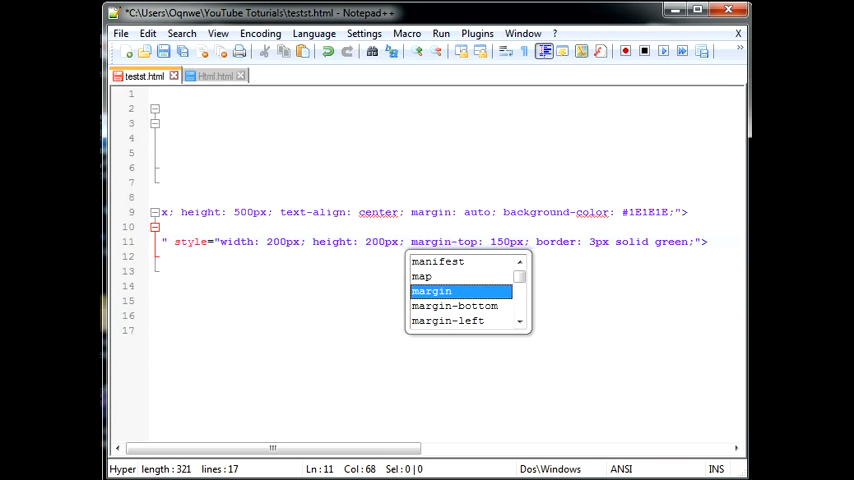 *C:\Users\Oqnwe\YouTube Toturials\testst.html - Notepad++
File Edit Search View Encoding Language Settings Macro Run Plugins Window ? X
testst.html Html.html
1
2
3
4
5
6
7
8
9 x; height: 500px; text-align: center; margin: auto; background-color: #1E1E1E;">
10
11 " style="width: 200px; height: 200px; margin-top: 150px; border: 3px solid green;">
12 manifest
13 map
14 margin
15 margin-bottom
16 margin-left
17
Hyper length : 321 lines : 17 Ln : 11 Col : 68 Sel : 0 | 0 Dos\Windows ANSI INS